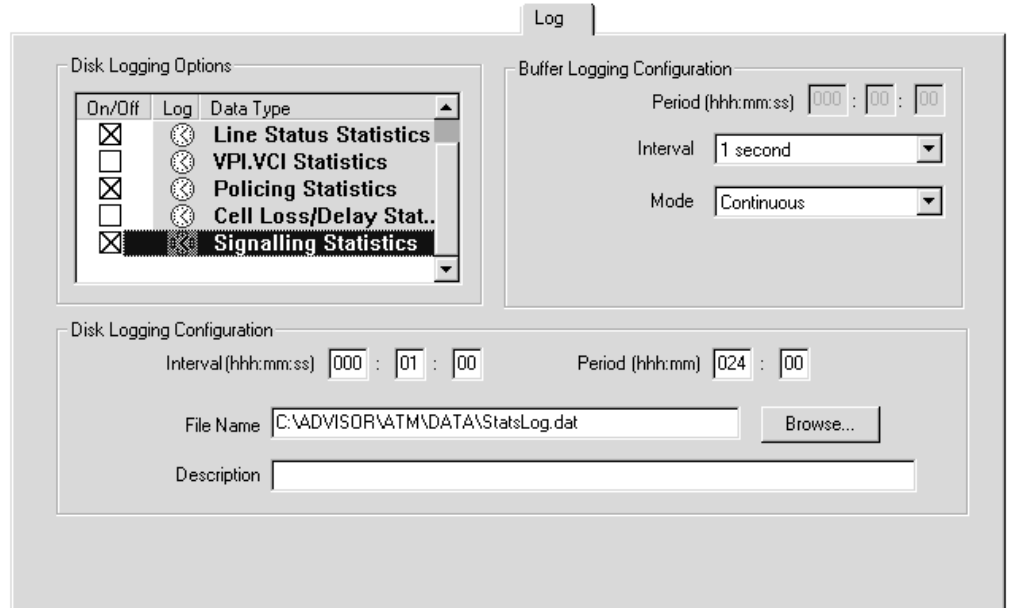 Log
Disk Logging Options
On/Off Log Data Type
Line Status Statistics
VPI.VCI Statistics
Policing Statistics
Cell Loss/Delay Stat..
Signalling Statistics
Buffer Logging Configuration
Period (hhh:mm:ss) 000 : 00 : 00
Interval 1 second
Mode Continuous
Disk Logging Configuration
Interval (hhh:mm:ss) 000 : 01 : 00 Period (hhh:mm) 024 : 00
File Name C:\ADVISOR\ATM\DATA\StatsLog.dat Browse...
Description